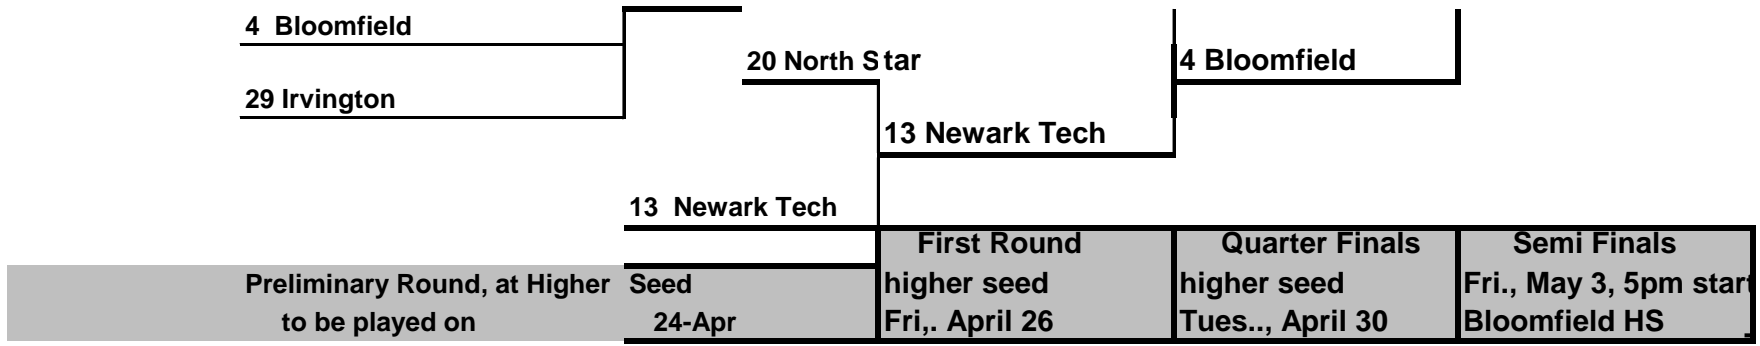 4  Bloomfield
20 North Star
4 Bloomfield
29 Irvington
13 Newark Tech
13  Newark Tech
First Round
Quarter Finals
Semi Finals
Preliminary Round, at Higher Seed
higher seed
higher seed
Fri., May 3, 5pm start
to be played on
24-Apr
Fri,. April 26
Tues.., April 30
Bloomfield HS